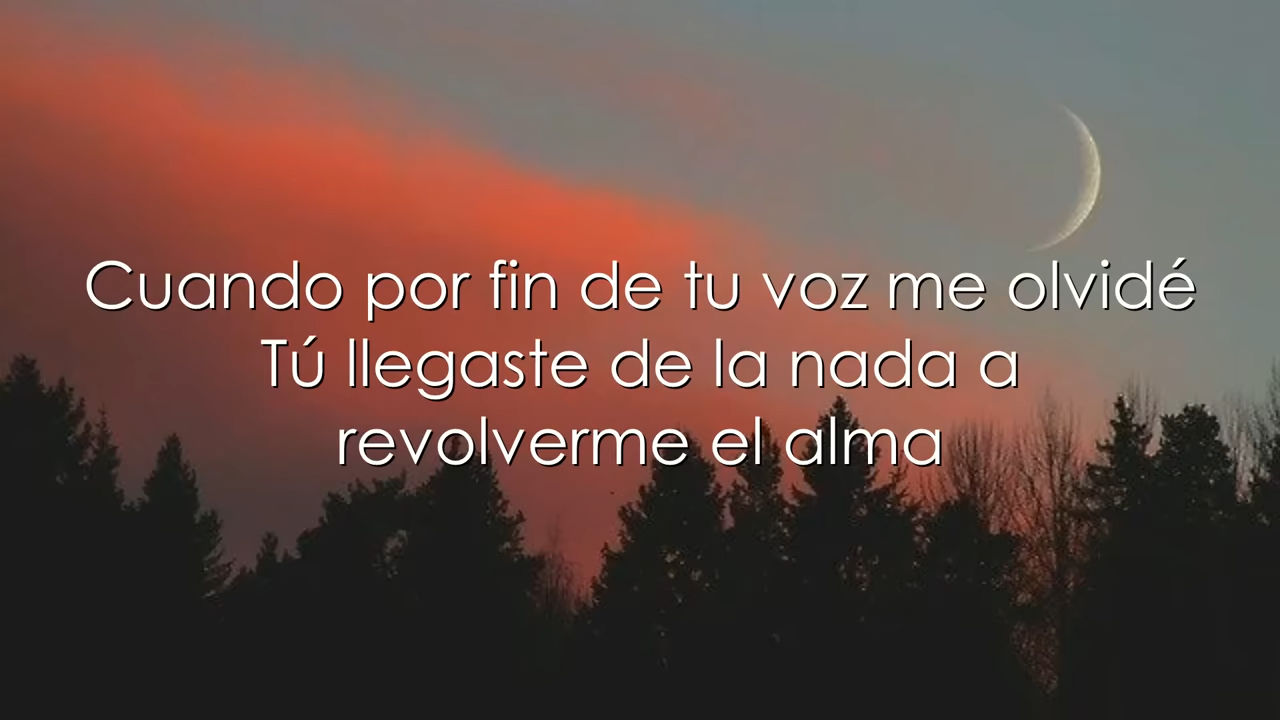 Cuando por fin de tu voz me olvidé
Tú llegaste de la nada a
revolverme el alma